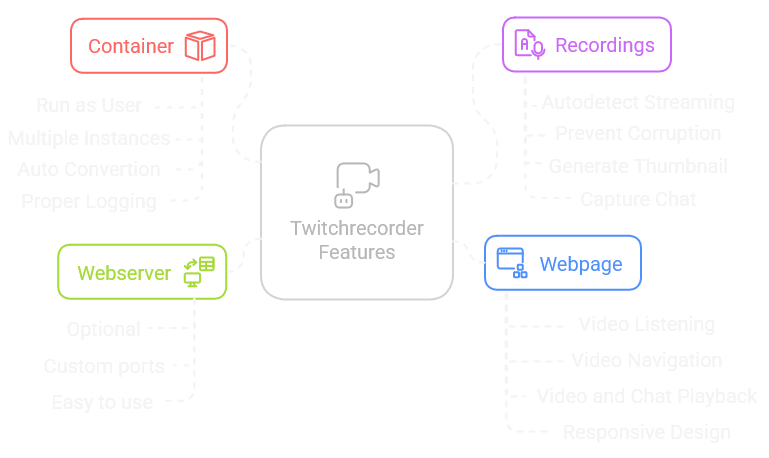 Container
Run as User
Multiple Instances
Auto Convertion
Proper Logging
Recordings
Autodetect Streaming
Prevent Corruption
Generate Thumbnail
Capture Chat
Twitchrecorder
Features
Webserver
Optional
Custom ports
Easy to use
Webpage
Video Listening
Video Navigation
Video and Chat Playback
Responsive Design